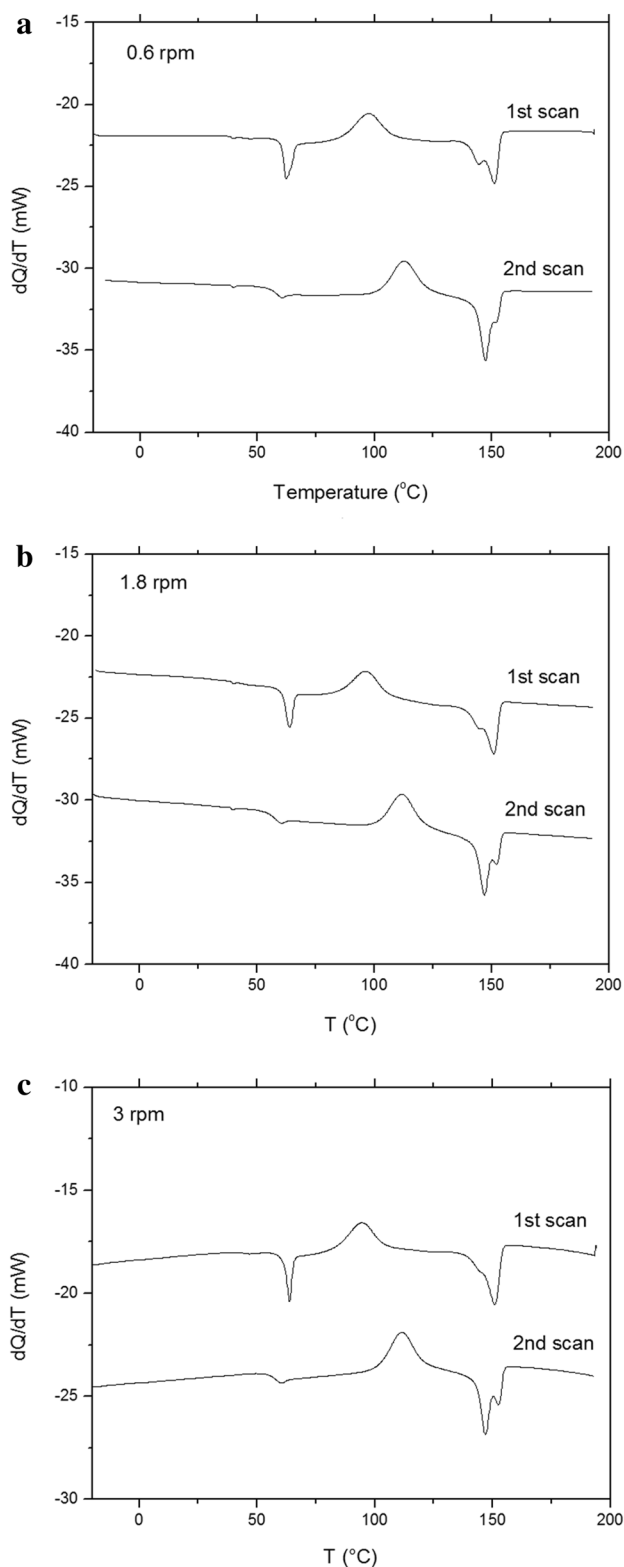 a
0.6 rpm
1st scan
2nd scan
dQ/dT (mW)
-15
-20
-25
-30
-35
-40
0
50
100
150
200
Temperature (°C)
b
1.8 rpm
1st scan
2nd scan
dQ/dT (mW)
-15
-20
-25
-30
-35
-40
0
50
100
150
200
T (°C)
c
3 rpm
1st scan
2nd scan
dQ/dT (mW)
-10
-15
-20
-25
-30
0
50
100
150
200
T (°C)